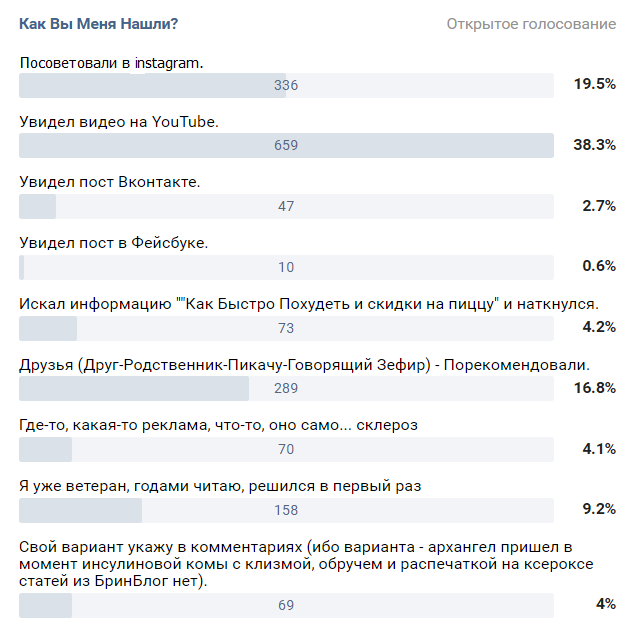 Как Вы Меня Нашли? Открытое голосование
Посоветовали в instagram.
336 19.5%
Увидел видео на YouTube.
659 38.3%
Увидел пост Вконтакте.
47 2.7%
Увидел пост в Фейсбуке.
10 0.6%
Искал информацию ""Как Быстро Похудеть и скидки на пиццу" и наткнулся.
73 4.2%
Друзья (Друг-Родственник-Пикачу-Говорящий Зефир) - Порекомендовали.
289 16.8%
Где-то, какая-то реклама, что-то, оно само... склероз
70 4.1%
Я уже ветеран, годами читаю, решился в первый раз
158 9.2%
Свой вариант укажу в комментариях (ибо варианта - архангел пришел в
момент инсулиновой комы с клизмой, обручем и распечаткой на ксероксе
статей из БринБлог нет).
69 4%